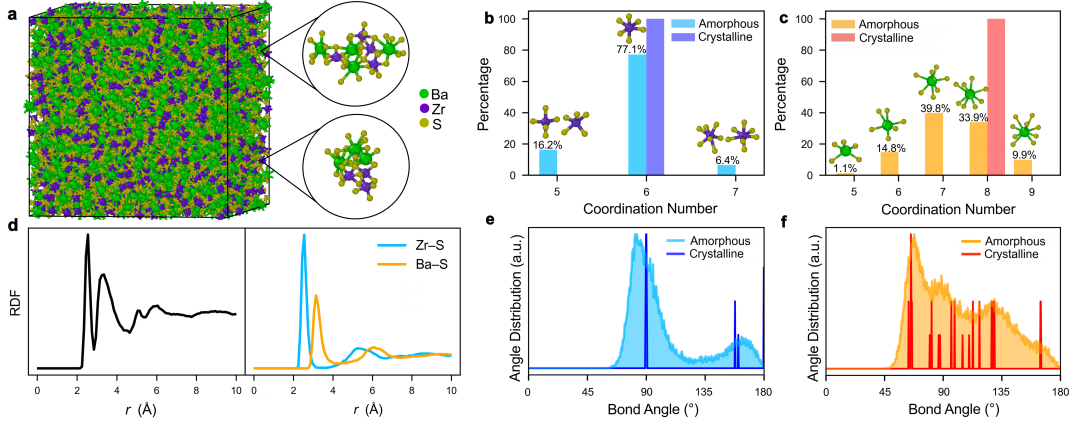 a
Ba
Zr
S
b
Percentage
100
80
60
40
20
0
Amorphous
Crystalline
16.2%
77.1%
6.4%
5
6
7
Coordination Number
c
Percentage
100
80
60
40
20
0
Amorphous
Crystalline
1.1%
14.8%
39.8%
33.9%
9.9%
5
6
7
8
9
Coordination Number
d
RDF
Zr–S
Ba–S
0
2
4
6
8
10
r (Å)
0
2
4
6
8
10
r (Å)
e
Angle Distribution (a.u.)
Amorphous
Crystalline
0
45
90
135
180
Bond Angle (°)
f
Angle Distribution (a.u.)
Amorphous
Crystalline
0
45
90
135
180
Bond Angle (°)